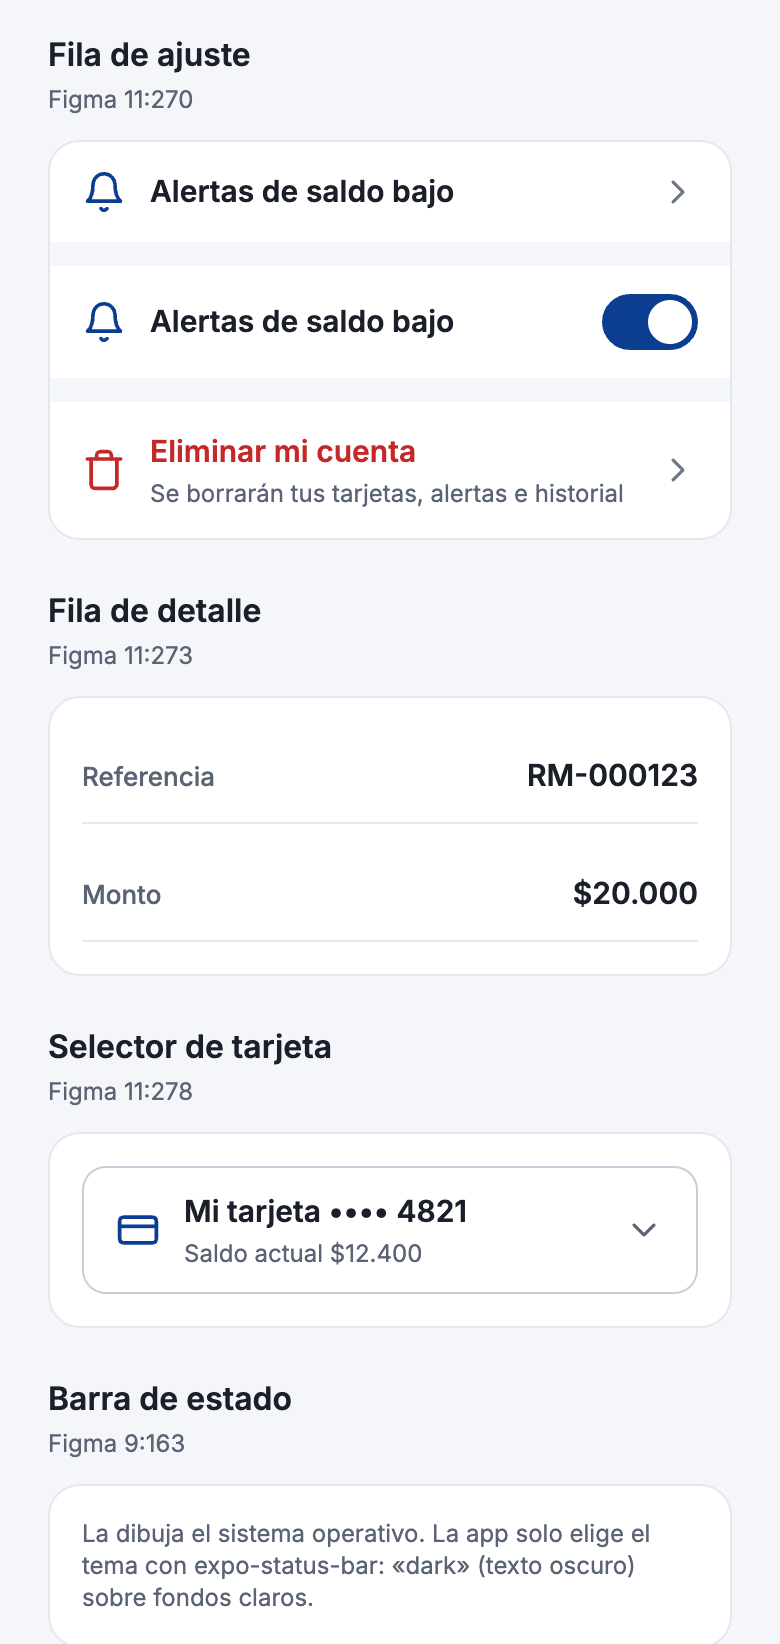 Fila de ajuste
Figma 11:270
Alertas de saldo bajo
Alertas de saldo bajo
Eliminar mi cuenta
Se borrarán tus tarjetas, alertas e historial
Fila de detalle
Figma 11:273
Referencia RM-000123
Monto $20.000
Selector de tarjeta
Figma 11:278
Mi tarjeta •••• 4821
Saldo actual $12.400
Barra de estado
Figma 9:163
La dibuja el sistema operativo. La app solo elige el
tema con expo-status-bar: «dark» (texto oscuro)
sobre fondos claros.